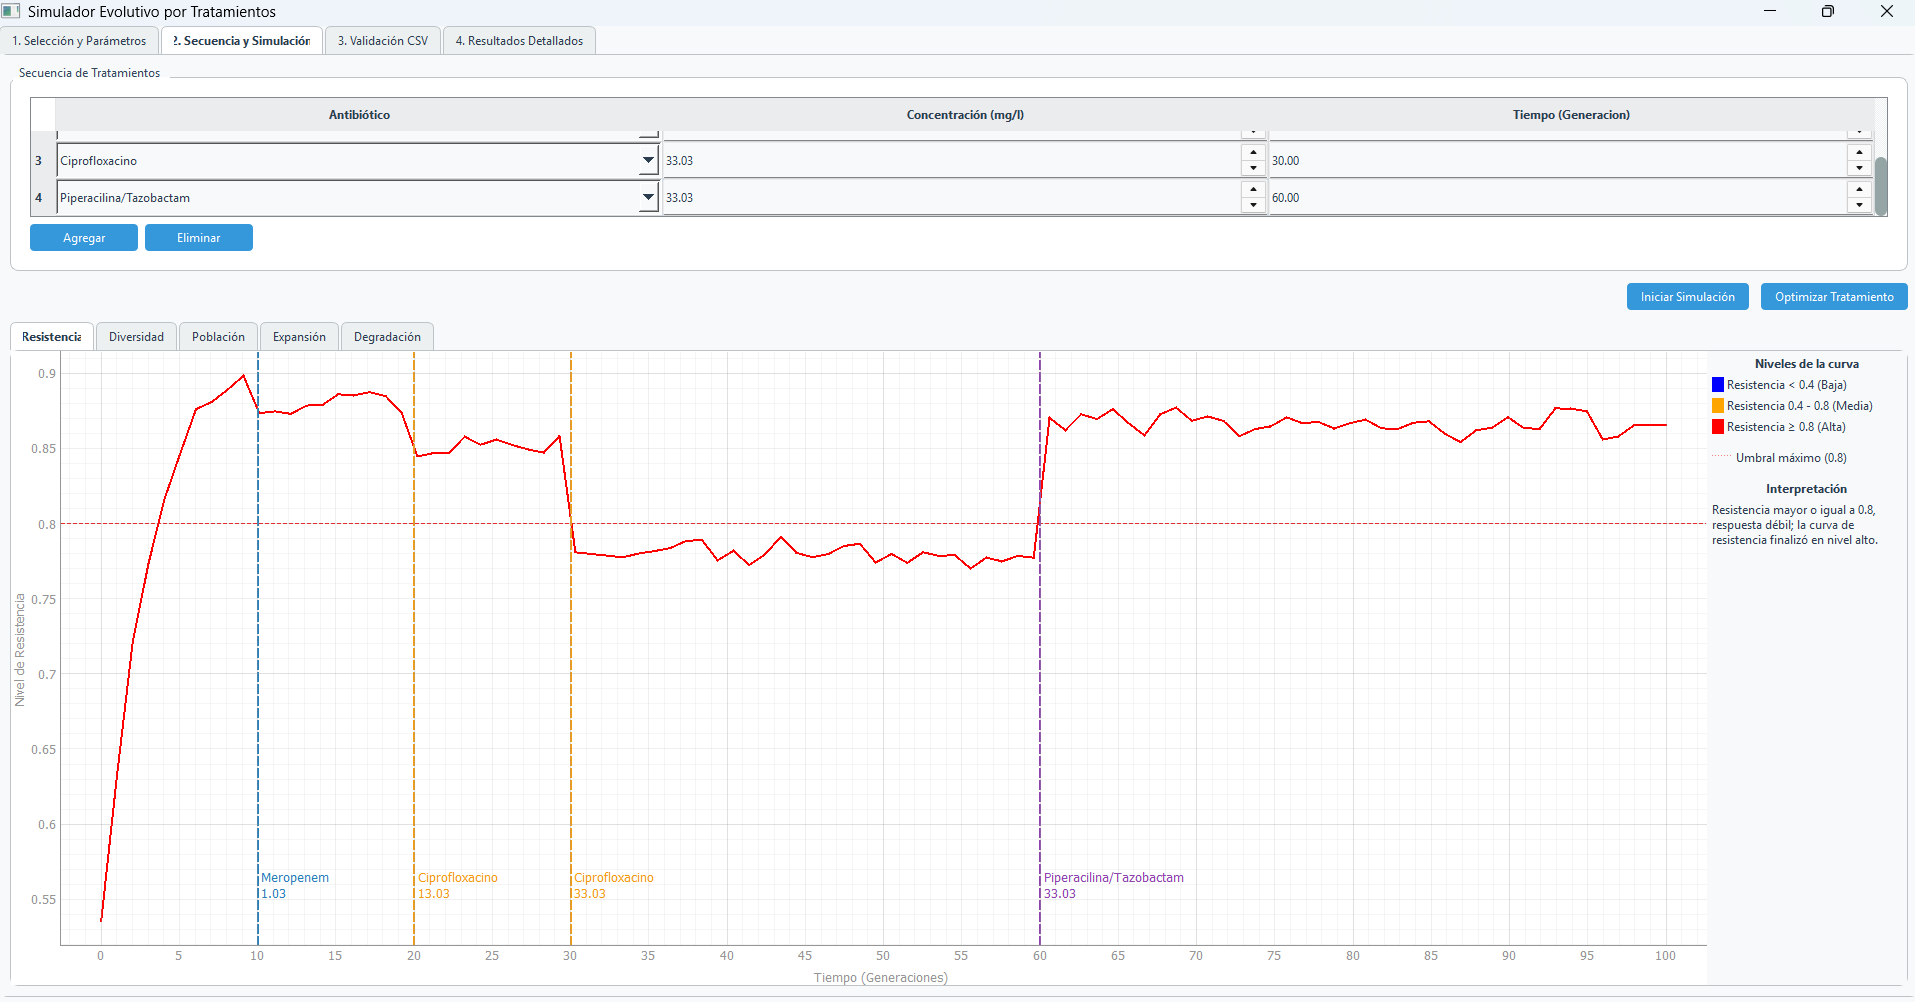 Simulador Evolutivo por Tratamientos
1. Selección y Parámetros
2. Secuencia y Simulación
3. Validación CSV
4. Resultados Detallados
Secuencia de Tratamientos
Antibiótico
Concentración (mg/l)
Tiempo (Generacion)
3
Ciprofloxacino
33.03
30.00
4
Piperacilina/Tazobactam
33.03
60.00
Agregar
Eliminar
Iniciar Simulación
Optimizar Tratamiento
Resistencia
Diversidad
Población
Expansión
Degradación
Nivel de Resistencia
0.9
0.85
0.8
0.75
0.7
0.65
0.6
0.55
Meropenem
1.03
Ciprofloxacino
13.03
Ciprofloxacino
33.03
Piperacilina/Tazobactam
33.03
0
5
10
15
20
25
30
35
40
45
50
55
60
65
70
75
80
85
90
95
100
Tiempo (Generaciones)
Niveles de la curva
Resistencia < 0.4 (Baja)
Resistencia 0.4 - 0.8 (Media)
Resistencia ≥ 0.8 (Alta)
Umbral máximo (0.8)
Interpretación
Resistencia mayor o igual a 0.8,
respuesta débil; la curva de
resistencia finalizó en nivel alto.